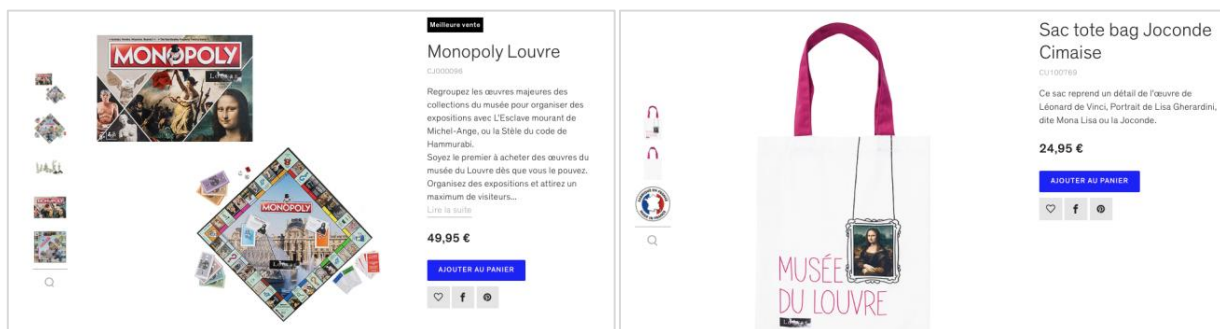 MONOPOLY
LOUVRE
MONOPOLY
Meilleure vente
Monopoly Louvre
CJ000096
Regroupez les œuvres majeures des
collections du musée pour organiser des
expositions avec L'Esclave mourant de
Michel-Ange, ou la Stèle du code de
Hammurabi.
Soyez le premier à acheter des œuvres du
musée du Louvre dès que vous le pouvez.
Organisez des expositions et attirez un
maximum de visiteurs...
Lire la suite
49,95 €
AJOUTER AU PANIER
MUSÉE
DU LOUVRE
Sac tote bag Joconde
Cimaise
CU100769
Ce sac reprend un détail de l'œuvre de
Léonard de Vinci, Portrait de Lisa Gherardini,
dite Mona Lisa ou la Joconde.
24,95 €
AJOUTER AU PANIER